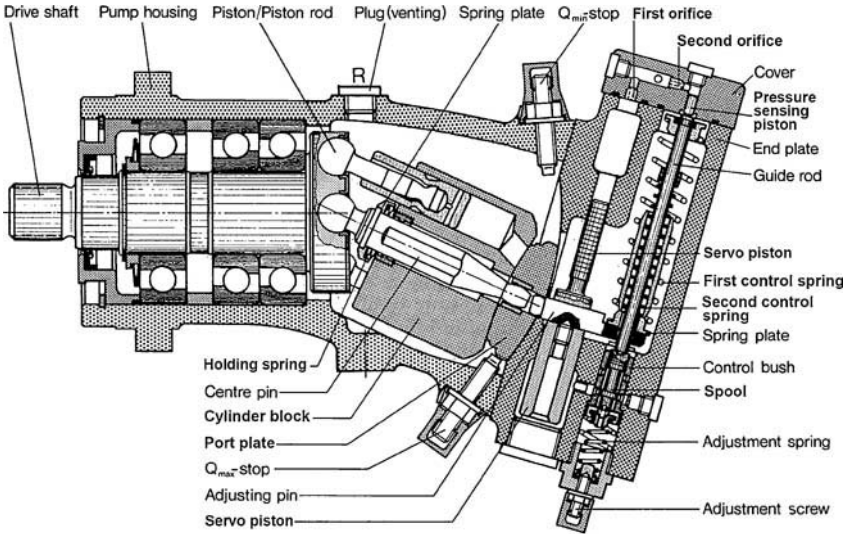 Drive shaft
Pump housing
Piston/Piston rod
Plug (venting)
Spring plate
Qmin-stop
First orifice
Second orifice
R
Cover
Pressure
sensing
piston
End plate
Guide rod
Servo piston
First control spring
Second control
spring
Spring plate
Control bush
Spool
Adjustment spring
Adjustment screw
Holding spring
Centre pin
Cylinder block
Port plate
Qmax-stop
Adjusting pin
Servo piston